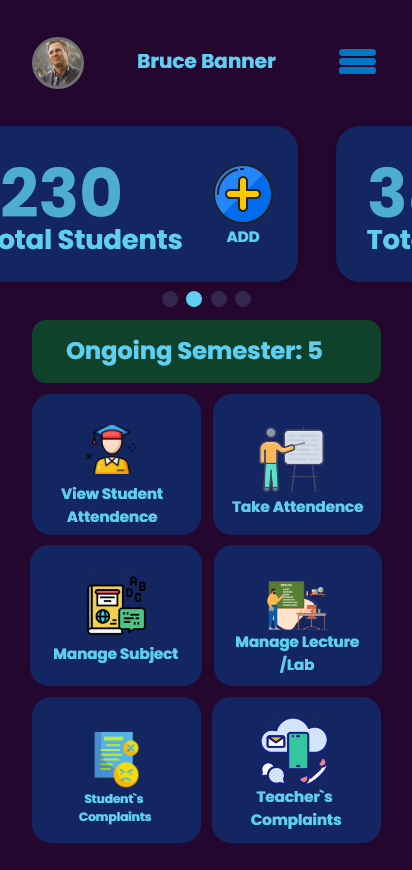 Bruce Banner
230
otal Students
ADD
3
Tot
Ongoing Semester: 5
View Student
Attendence
Take Attendence
A
B
D
C
Manage Subject
Manage Lecture
/Lab
Student`s
Complaints
Teacher`s
Complaints